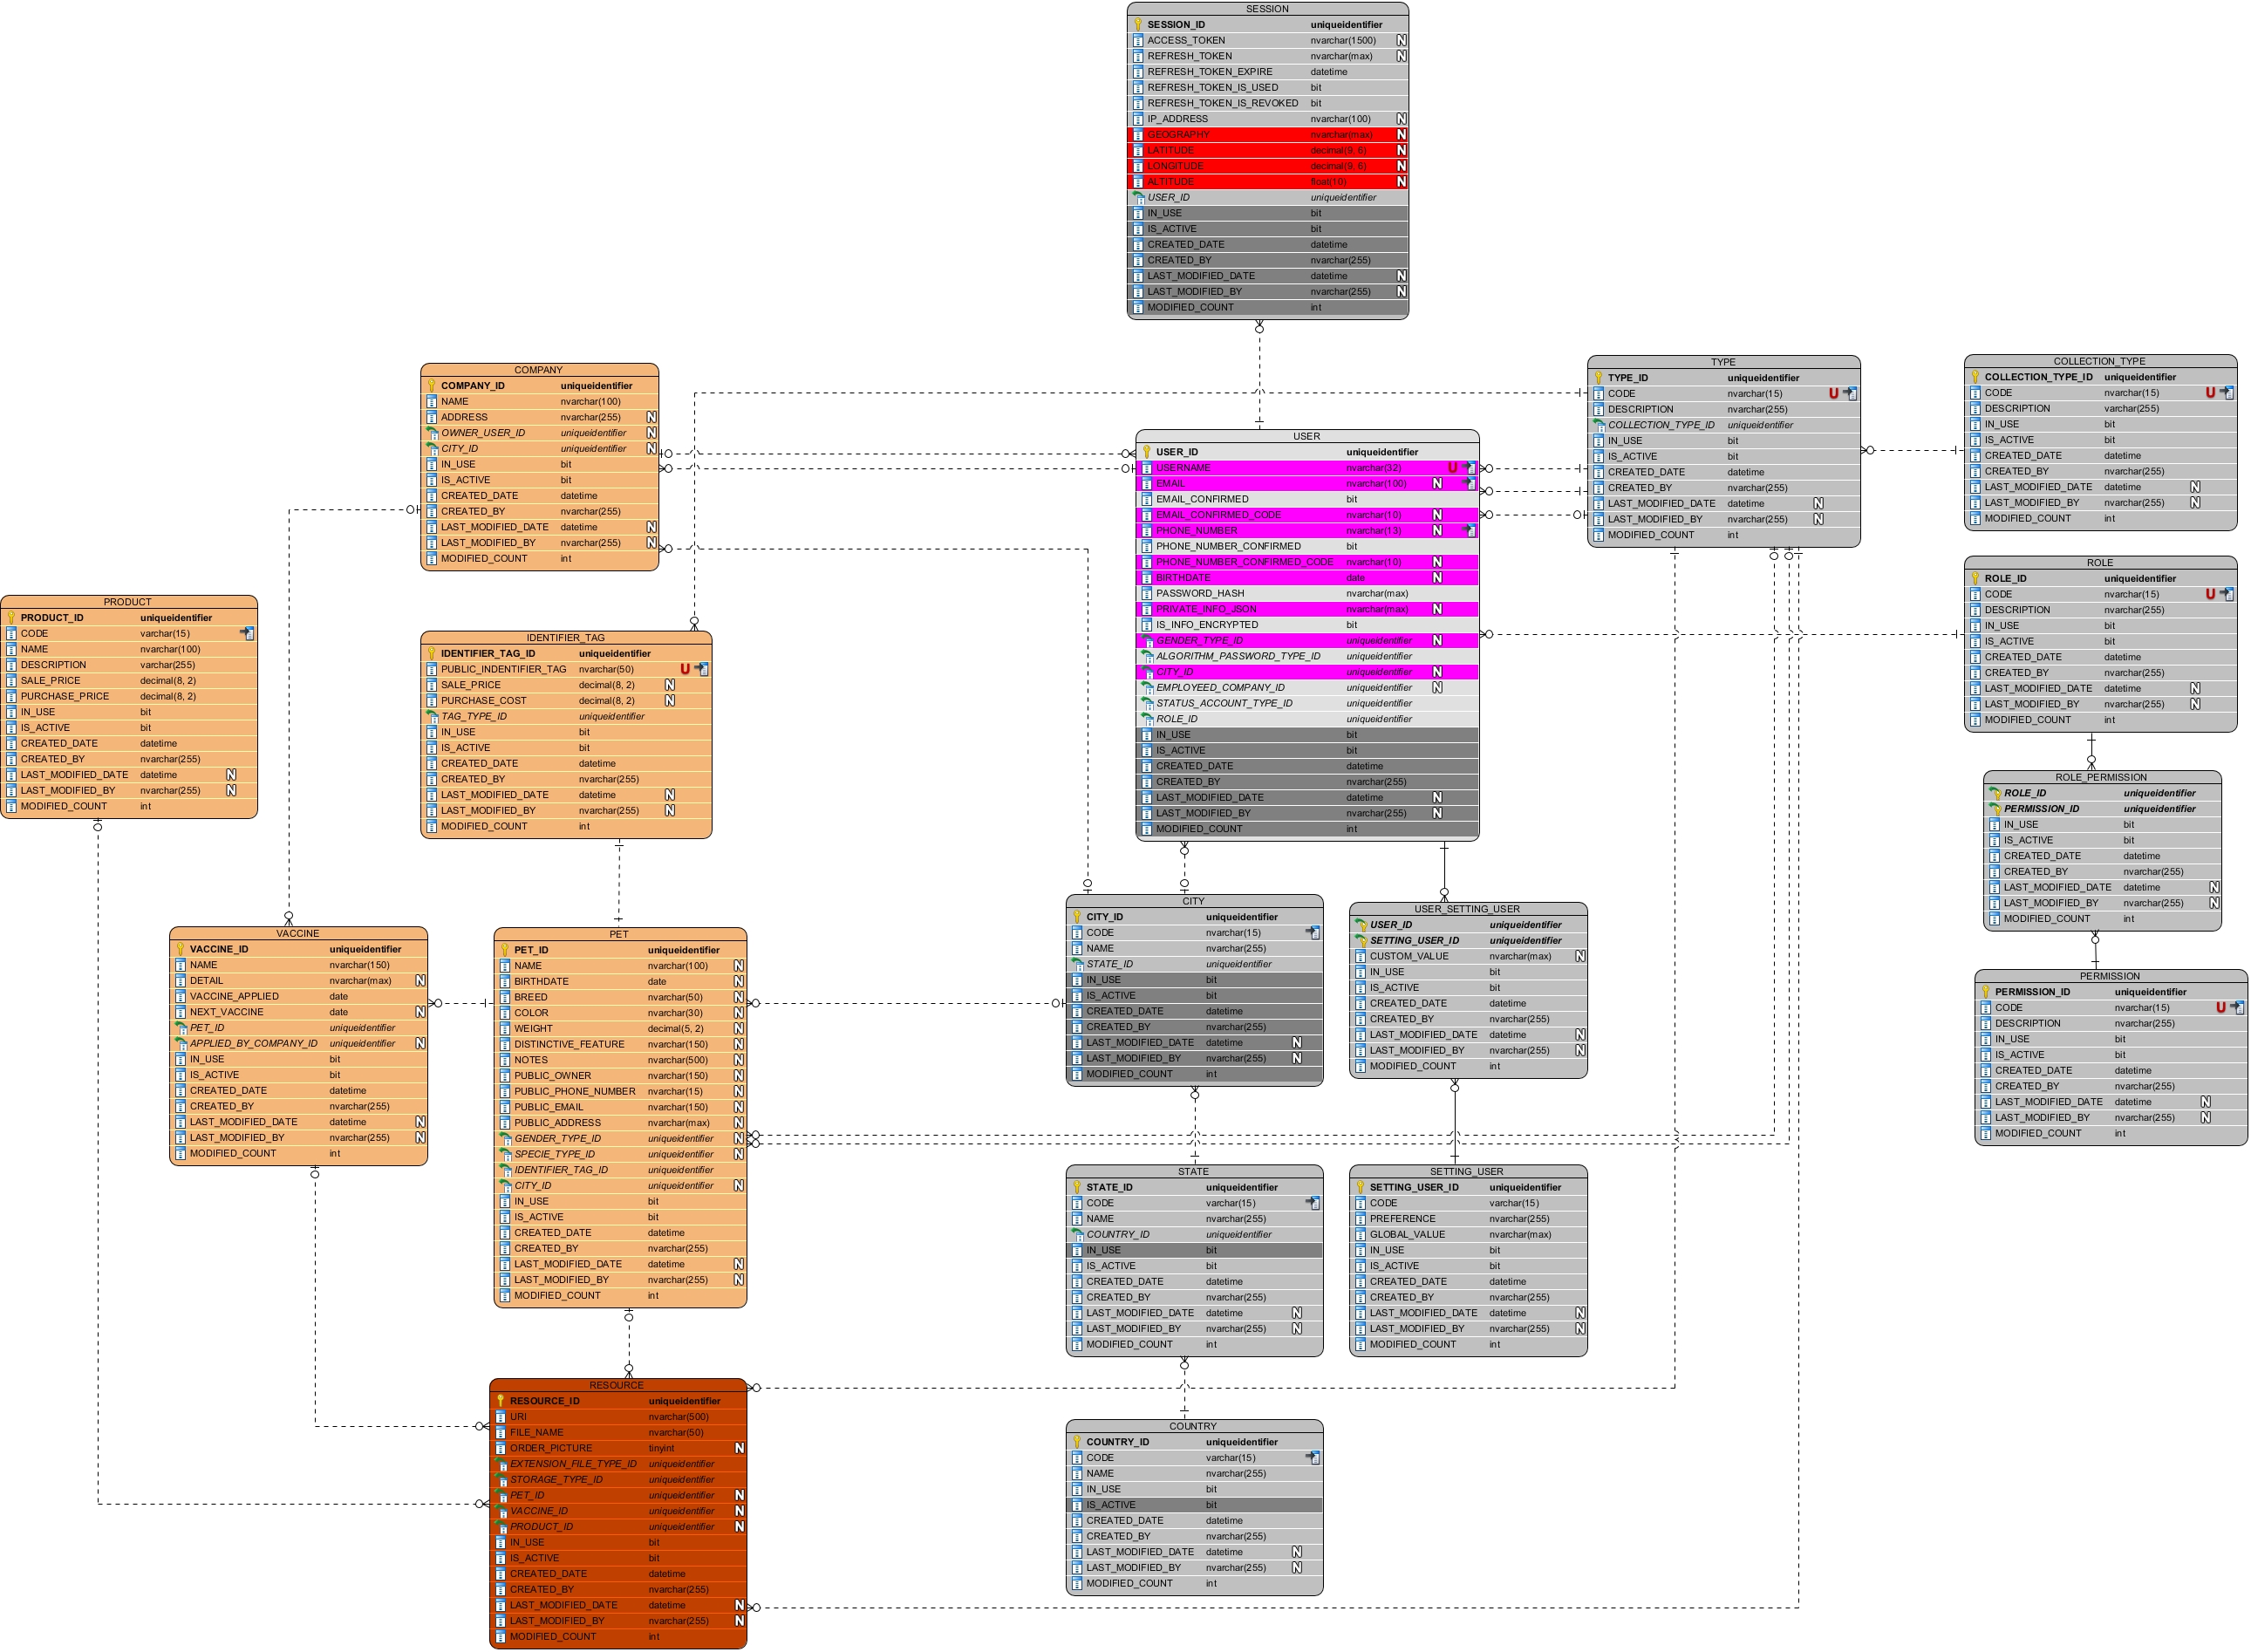 SESSION
SESSION_ID uniqueidentifier
ACCESS_TOKEN nvarchar(1500) N
REFRESH_TOKEN nvarchar(max) N
REFRESH_TOKEN_EXPIRE datetime
REFRESH_TOKEN_IS_USED bit
REFRESH_TOKEN_IS_REVOKED bit
IP_ADDRESS nvarchar(100) N
GEOGRAPHY nvarchar(max) N
LATITUDE decimal(9, 6) N
LONGITUDE decimal(9, 6) N
ALTITUDE float(10) N
USER_ID uniqueidentifier
IN_USE bit
IS_ACTIVE bit
CREATED_DATE datetime
CREATED_BY nvarchar(255)
LAST_MODIFIED_DATE datetime N
LAST_MODIFIED_BY nvarchar(255) N
MODIFIED_COUNT int
COMPANY
COMPANY_ID uniqueidentifier
NAME nvarchar(100)
ADDRESS nvarchar(255) N
OWNER_USER_ID uniqueidentifier N
CITY_ID uniqueidentifier N
IN_USE bit
IS_ACTIVE bit
CREATED_DATE datetime
CREATED_BY nvarchar(255)
LAST_MODIFIED_DATE datetime N
LAST_MODIFIED_BY nvarchar(255) N
MODIFIED_COUNT int
USER
USER_ID uniqueidentifier
USERNAME nvarchar(32) U
EMAIL nvarchar(100) N
EMAIL_CONFIRMED bit
EMAIL_CONFIRMED_CODE nvarchar(10) N
PHONE_NUMBER nvarchar(13) N
PHONE_NUMBER_CONFIRMED bit
PHONE_NUMBER_CONFIRMED_CODE nvarchar(10) N
BIRTHDATE date N
PASSWORD_HASH nvarchar(max)
PRIVATE_INFO_JSON nvarchar(max) N
IS_INFO_ENCRYPTED bit
GENDER_TYPE_ID uniqueidentifier N
ALGORITHM_PASSWORD_TYPE_ID uniqueidentifier
CITY_ID uniqueidentifier N
EMPLOYEED_COMPANY_ID uniqueidentifier N
STATUS_ACCOUNT_TYPE_ID uniqueidentifier
ROLE_ID uniqueidentifier
IN_USE bit
IS_ACTIVE bit
CREATED_DATE datetime
CREATED_BY nvarchar(255)
LAST_MODIFIED_DATE datetime N
LAST_MODIFIED_BY nvarchar(255) N
MODIFIED_COUNT int
TYPE
TYPE_ID uniqueidentifier
CODE nvarchar(15) U
DESCRIPTION nvarchar(255)
COLLECTION_TYPE_ID uniqueidentifier
IN_USE bit
IS_ACTIVE bit
CREATED_DATE datetime
CREATED_BY nvarchar(255)
LAST_MODIFIED_DATE datetime N
LAST_MODIFIED_BY nvarchar(255) N
MODIFIED_COUNT int
COLLECTION_TYPE
COLLECTION_TYPE_ID uniqueidentifier
CODE nvarchar(15) U
DESCRIPTION varchar(255)
IN_USE bit
IS_ACTIVE bit
CREATED_DATE datetime
CREATED_BY nvarchar(255)
LAST_MODIFIED_DATE datetime N
LAST_MODIFIED_BY nvarchar(255) N
MODIFIED_COUNT int
ROLE
ROLE_ID uniqueidentifier
CODE nvarchar(15) U
DESCRIPTION nvarchar(255)
IN_USE bit
IS_ACTIVE bit
CREATED_DATE datetime
CREATED_BY nvarchar(255)
LAST_MODIFIED_DATE datetime N
LAST_MODIFIED_BY nvarchar(255) N
MODIFIED_COUNT int
PRODUCT
PRODUCT_ID uniqueidentifier
CODE varchar(15)
NAME nvarchar(100)
DESCRIPTION varchar(255)
SALE_PRICE decimal(8, 2)
PURCHASE_PRICE decimal(8, 2)
IN_USE bit
IS_ACTIVE bit
CREATED_DATE datetime
CREATED_BY nvarchar(255)
LAST_MODIFIED_DATE datetime N
LAST_MODIFIED_BY nvarchar(255) N
MODIFIED_COUNT int
IDENTIFIER_TAG
IDENTIFIER_TAG_ID uniqueidentifier
PUBLIC_INDENTIFIER_TAG nvarchar(50) U
SALE_PRICE decimal(8, 2) N
PURCHASE_COST decimal(8, 2) N
TAG_TYPE_ID uniqueidentifier
IN_USE bit
IS_ACTIVE bit
CREATED_DATE datetime
CREATED_BY nvarchar(255)
LAST_MODIFIED_DATE datetime N
LAST_MODIFIED_BY nvarchar(255) N
MODIFIED_COUNT int
ROLE_PERMISSION
ROLE_ID uniqueidentifier
PERMISSION_ID uniqueidentifier
IN_USE bit
IS_ACTIVE bit
CREATED_DATE datetime
CREATED_BY nvarchar(255)
LAST_MODIFIED_DATE datetime N
LAST_MODIFIED_BY nvarchar(255) N
MODIFIED_COUNT int
VACCINE
VACCINE_ID uniqueidentifier
NAME nvarchar(150)
DETAIL nvarchar(max) N
VACCINE_APPLIED date
NEXT_VACCINE date N
PET_ID uniqueidentifier
APPLIED_BY_COMPANY_ID uniqueidentifier N
IN_USE bit
IS_ACTIVE bit
CREATED_DATE datetime
CREATED_BY nvarchar(255)
LAST_MODIFIED_DATE datetime N
LAST_MODIFIED_BY nvarchar(255) N
MODIFIED_COUNT int
PET
PET_ID uniqueidentifier
NAME nvarchar(100) N
BIRTHDATE date N
BREED nvarchar(50) N
COLOR nvarchar(30) N
WEIGHT decimal(5, 2) N
DISTINCTIVE_FEATURE nvarchar(150) N
NOTES nvarchar(500) N
PUBLIC_OWNER nvarchar(150) N
PUBLIC_PHONE_NUMBER nvarchar(15) N
PUBLIC_EMAIL nvarchar(150) N
PUBLIC_ADDRESS nvarchar(max) N
GENDER_TYPE_ID uniqueidentifier N
SPECIE_TYPE_ID uniqueidentifier N
IDENTIFIER_TAG_ID uniqueidentifier
CITY_ID uniqueidentifier N
IN_USE bit
IS_ACTIVE bit
CREATED_DATE datetime
CREATED_BY nvarchar(255)
LAST_MODIFIED_DATE datetime N
LAST_MODIFIED_BY nvarchar(255) N
MODIFIED_COUNT int
CITY
CITY_ID uniqueidentifier
CODE nvarchar(15)
NAME nvarchar(255)
STATE_ID uniqueidentifier
IN_USE bit
IS_ACTIVE bit
CREATED_DATE datetime
CREATED_BY nvarchar(255)
LAST_MODIFIED_DATE datetime N
LAST_MODIFIED_BY nvarchar(255) N
MODIFIED_COUNT int
USER_SETTING_USER
USER_ID uniqueidentifier
SETTING_USER_ID uniqueidentifier
CUSTOM_VALUE nvarchar(max) N
IN_USE bit
IS_ACTIVE bit
CREATED_DATE datetime
CREATED_BY nvarchar(255)
LAST_MODIFIED_DATE datetime N
LAST_MODIFIED_BY nvarchar(255) N
MODIFIED_COUNT int
PERMISSION
PERMISSION_ID uniqueidentifier
CODE nvarchar(15) U
DESCRIPTION nvarchar(255)
IN_USE bit
IS_ACTIVE bit
CREATED_DATE datetime
CREATED_BY nvarchar(255)
LAST_MODIFIED_DATE datetime N
LAST_MODIFIED_BY nvarchar(255) N
MODIFIED_COUNT int
STATE
STATE_ID uniqueidentifier
CODE varchar(15)
NAME nvarchar(255)
COUNTRY_ID uniqueidentifier
IN_USE bit
IS_ACTIVE bit
CREATED_DATE datetime
CREATED_BY nvarchar(255)
LAST_MODIFIED_DATE datetime N
LAST_MODIFIED_BY nvarchar(255) N
MODIFIED_COUNT int
SETTING_USER
SETTING_USER_ID uniqueidentifier
CODE varchar(15)
PREFERENCE nvarchar(255)
GLOBAL_VALUE nvarchar(max)
IN_USE bit
IS_ACTIVE bit
CREATED_DATE datetime
CREATED_BY nvarchar(255)
LAST_MODIFIED_DATE datetime N
LAST_MODIFIED_BY nvarchar(255) N
MODIFIED_COUNT int
RESOURCE
RESOURCE_ID uniqueidentifier
URI nvarchar(500)
FILE_NAME nvarchar(50)
ORDER_PICTURE tinyint N
EXTENSION_FILE_TYPE_ID uniqueidentifier
STORAGE_TYPE_ID uniqueidentifier
PET_ID uniqueidentifier N
VACCINE_ID uniqueidentifier N
PRODUCT_ID uniqueidentifier N
IN_USE bit
IS_ACTIVE bit
CREATED_DATE datetime
CREATED_BY nvarchar(255)
LAST_MODIFIED_DATE datetime N
LAST_MODIFIED_BY nvarchar(255) N
MODIFIED_COUNT int
COUNTRY
COUNTRY_ID uniqueidentifier
CODE varchar(15)
NAME nvarchar(255)
IN_USE bit
IS_ACTIVE bit
CREATED_DATE datetime
CREATED_BY nvarchar(255)
LAST_MODIFIED_DATE datetime N
LAST_MODIFIED_BY nvarchar(255) N
MODIFIED_COUNT int